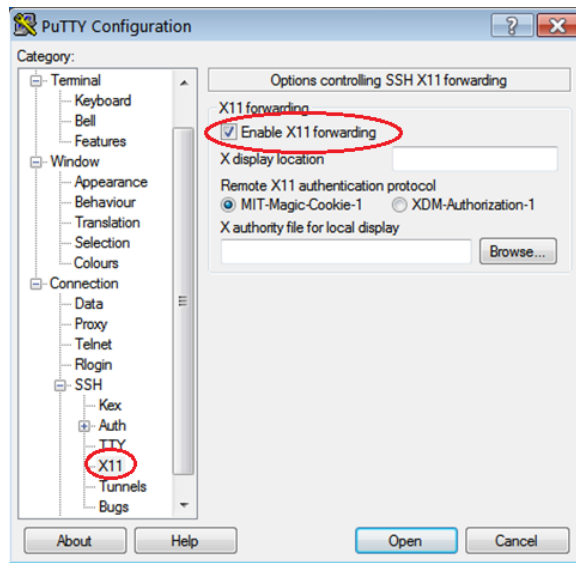 PuTTY Configuration
Category:
Terminal
Keyboard
Bell
Features
Window
Appearance
Behaviour
Translation
Selection
Colours
Connection
Data
Proxy
Telnet
Rlogin
SSH
Kex
Auth
TTY
X11
Tunnels
Bugs
Options controlling SSH X11 forwarding
X11 forwarding
Enable X11 forwarding
X display location
Remote X11 authentication protocol
MIT-Magic-Cookie-1 XDM-Authorization-1
X authority file for local display
Browse...
About Help Open Cancel